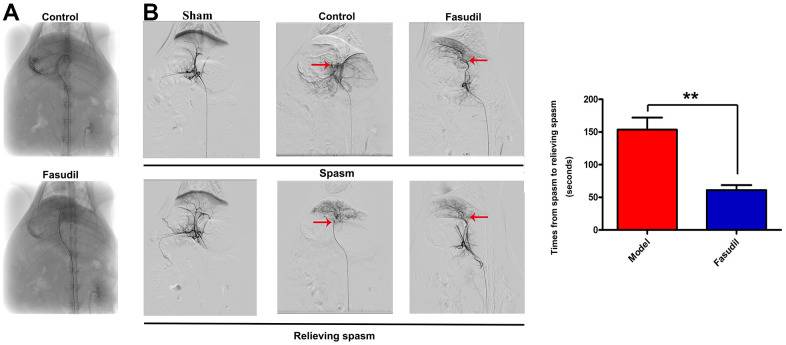 A
Control
Fasudil
B
Sham
Control
Fasudil
Spasm
Relieving spasm
Times from spasm to relieving spasm
(seconds)
200
150
100
50
0
**
Model
Fasudil